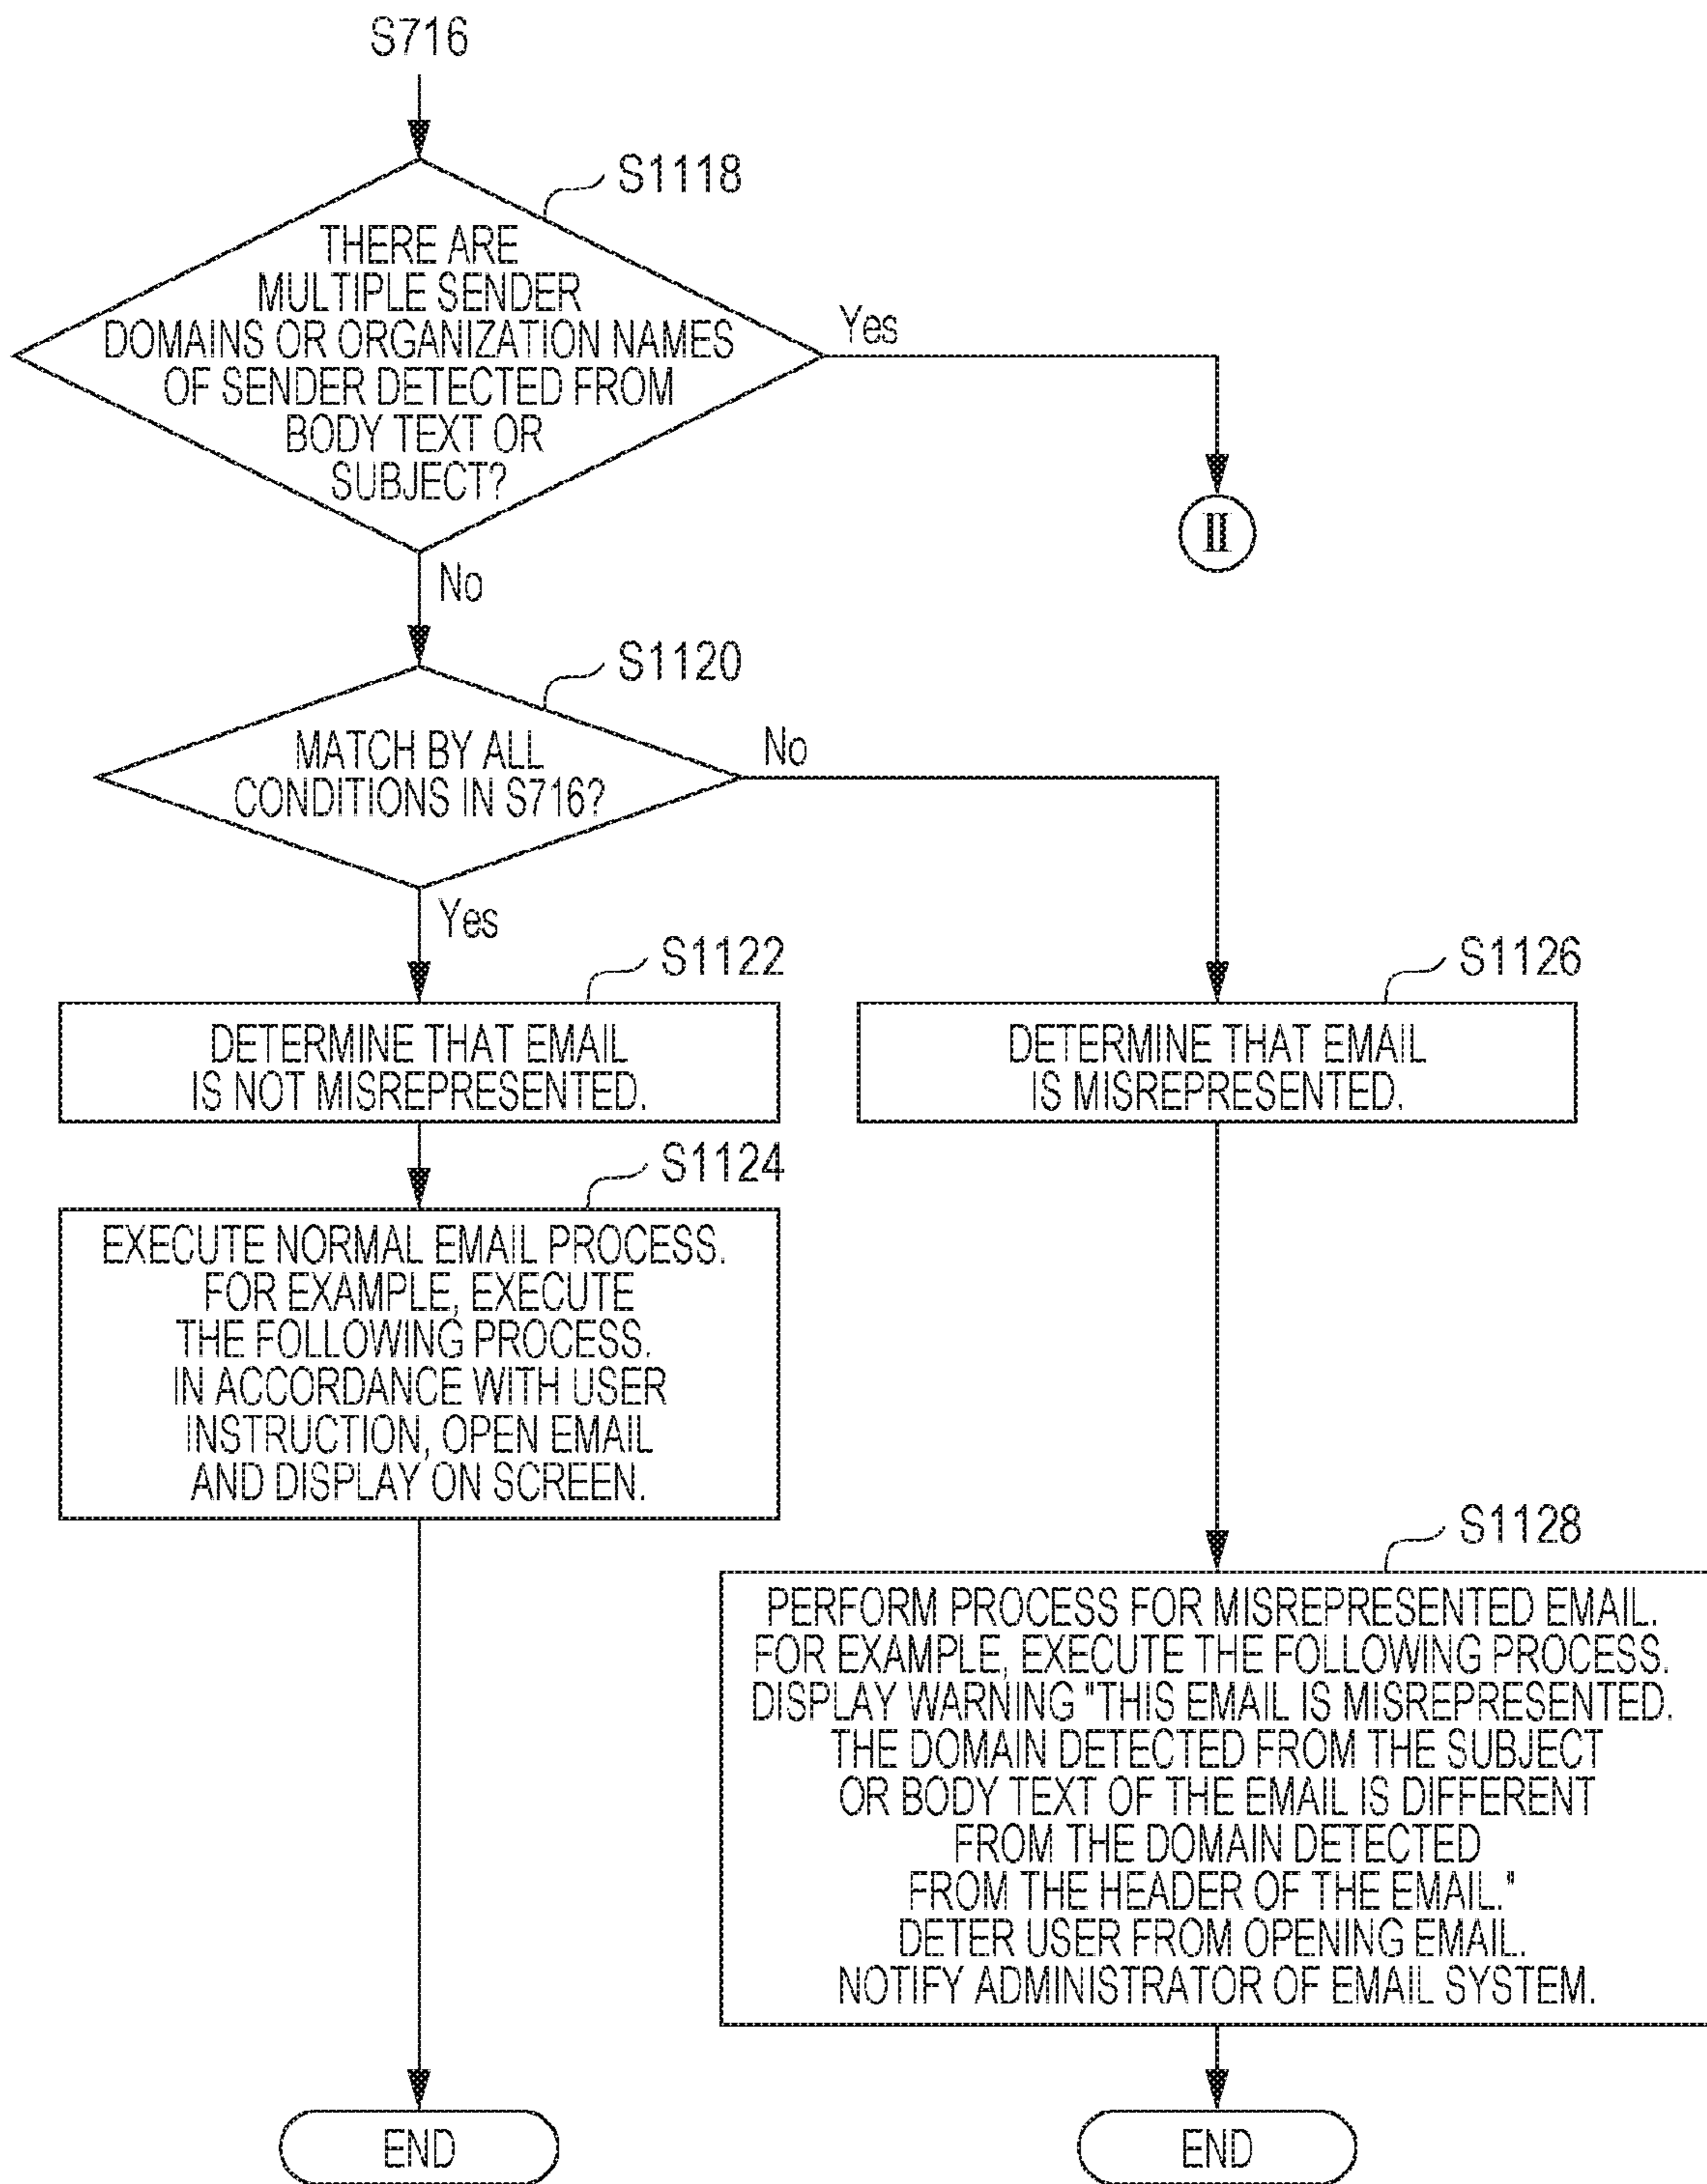 S716
S1118
THERE ARE
MULTIPLE SENDER
DOMAINS OR ORGANIZATION NAMES
OF SENDER DETECTED FROM
BODY TEXT OR
SUBJECT?
Yes
II
No
S1120
MATCH BY ALL
CONDITIONS IN S716?
No
Yes
S1122
DETERMINE THAT EMAIL
IS NOT MISREPRESENTED.
S1126
DETERMINE THAT EMAIL
IS MISREPRESENTED.
S1124
EXECUTE NORMAL EMAIL PROCESS.
FOR EXAMPLE, EXECUTE
THE FOLLOWING PROCESS.
IN ACCORDANCE WITH USER
INSTRUCTION, OPEN EMAIL
AND DISPLAY ON SCREEN.
S1128
PERFORM PROCESS FOR MISREPRESENTED EMAIL.
FOR EXAMPLE, EXECUTE THE FOLLOWING PROCESS.
DISPLAY WARNING "THIS EMAIL IS MISREPRESENTED.
THE DOMAIN DETECTED FROM THE SUBJECT
OR BODY TEXT OF THE EMAIL IS DIFFERENT
FROM THE DOMAIN DETECTED
FROM THE HEADER OF THE EMAIL."
DETER USER FROM OPENING EMAIL.
NOTIFY ADMINISTRATOR OF EMAIL SYSTEM.
END
END